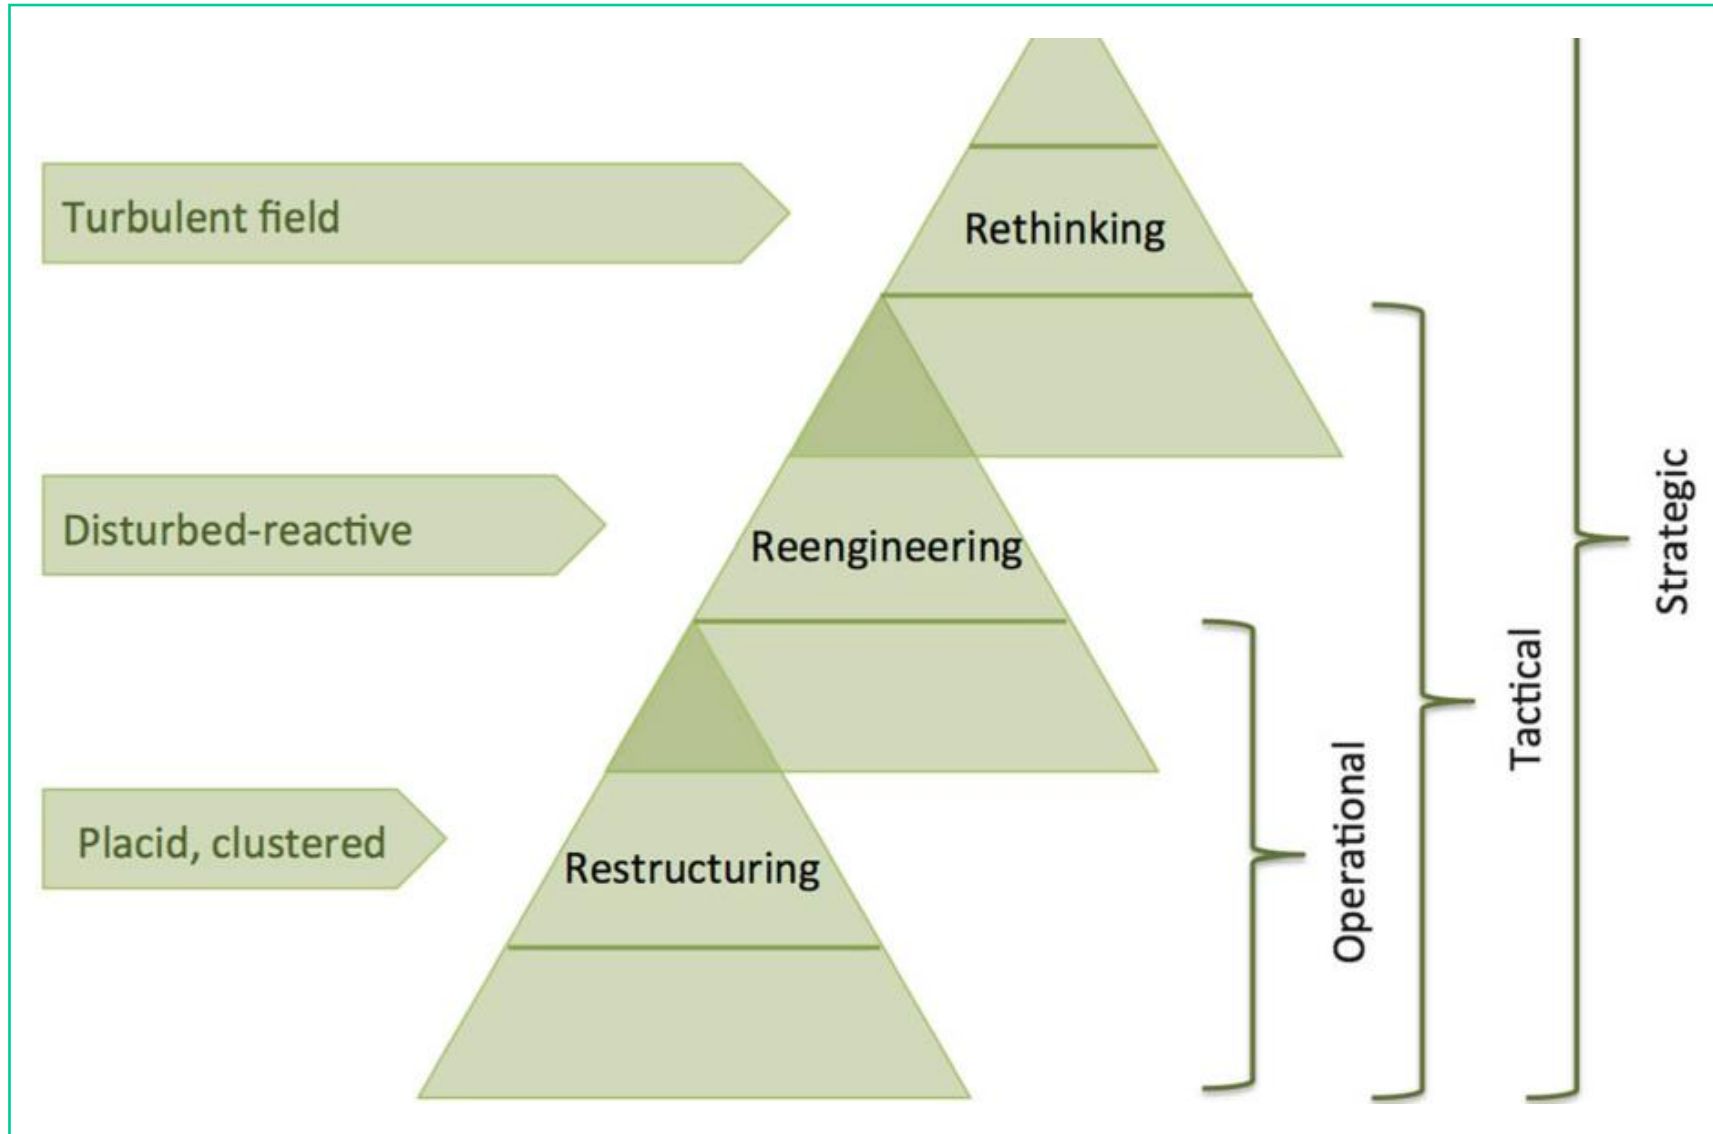 Turbulent field
Rethinking
Disturbed-reactive
Reengineering
Placid, clustered
Restructuring
Operational
Tactical
Strategic